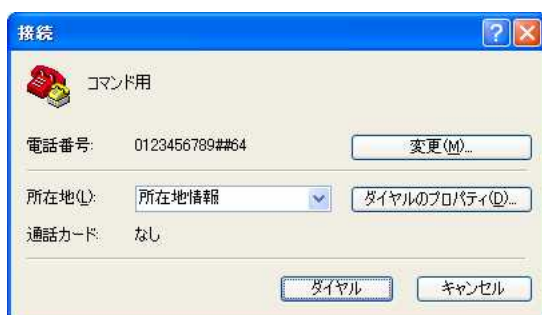 接続
コマンド用
電話番号: 0123456789##64 変更(M)...
所在地(L): 所在地情報 ダイヤルのプロパティ(D)...
通話カード: なし
ダイヤル キャンセル